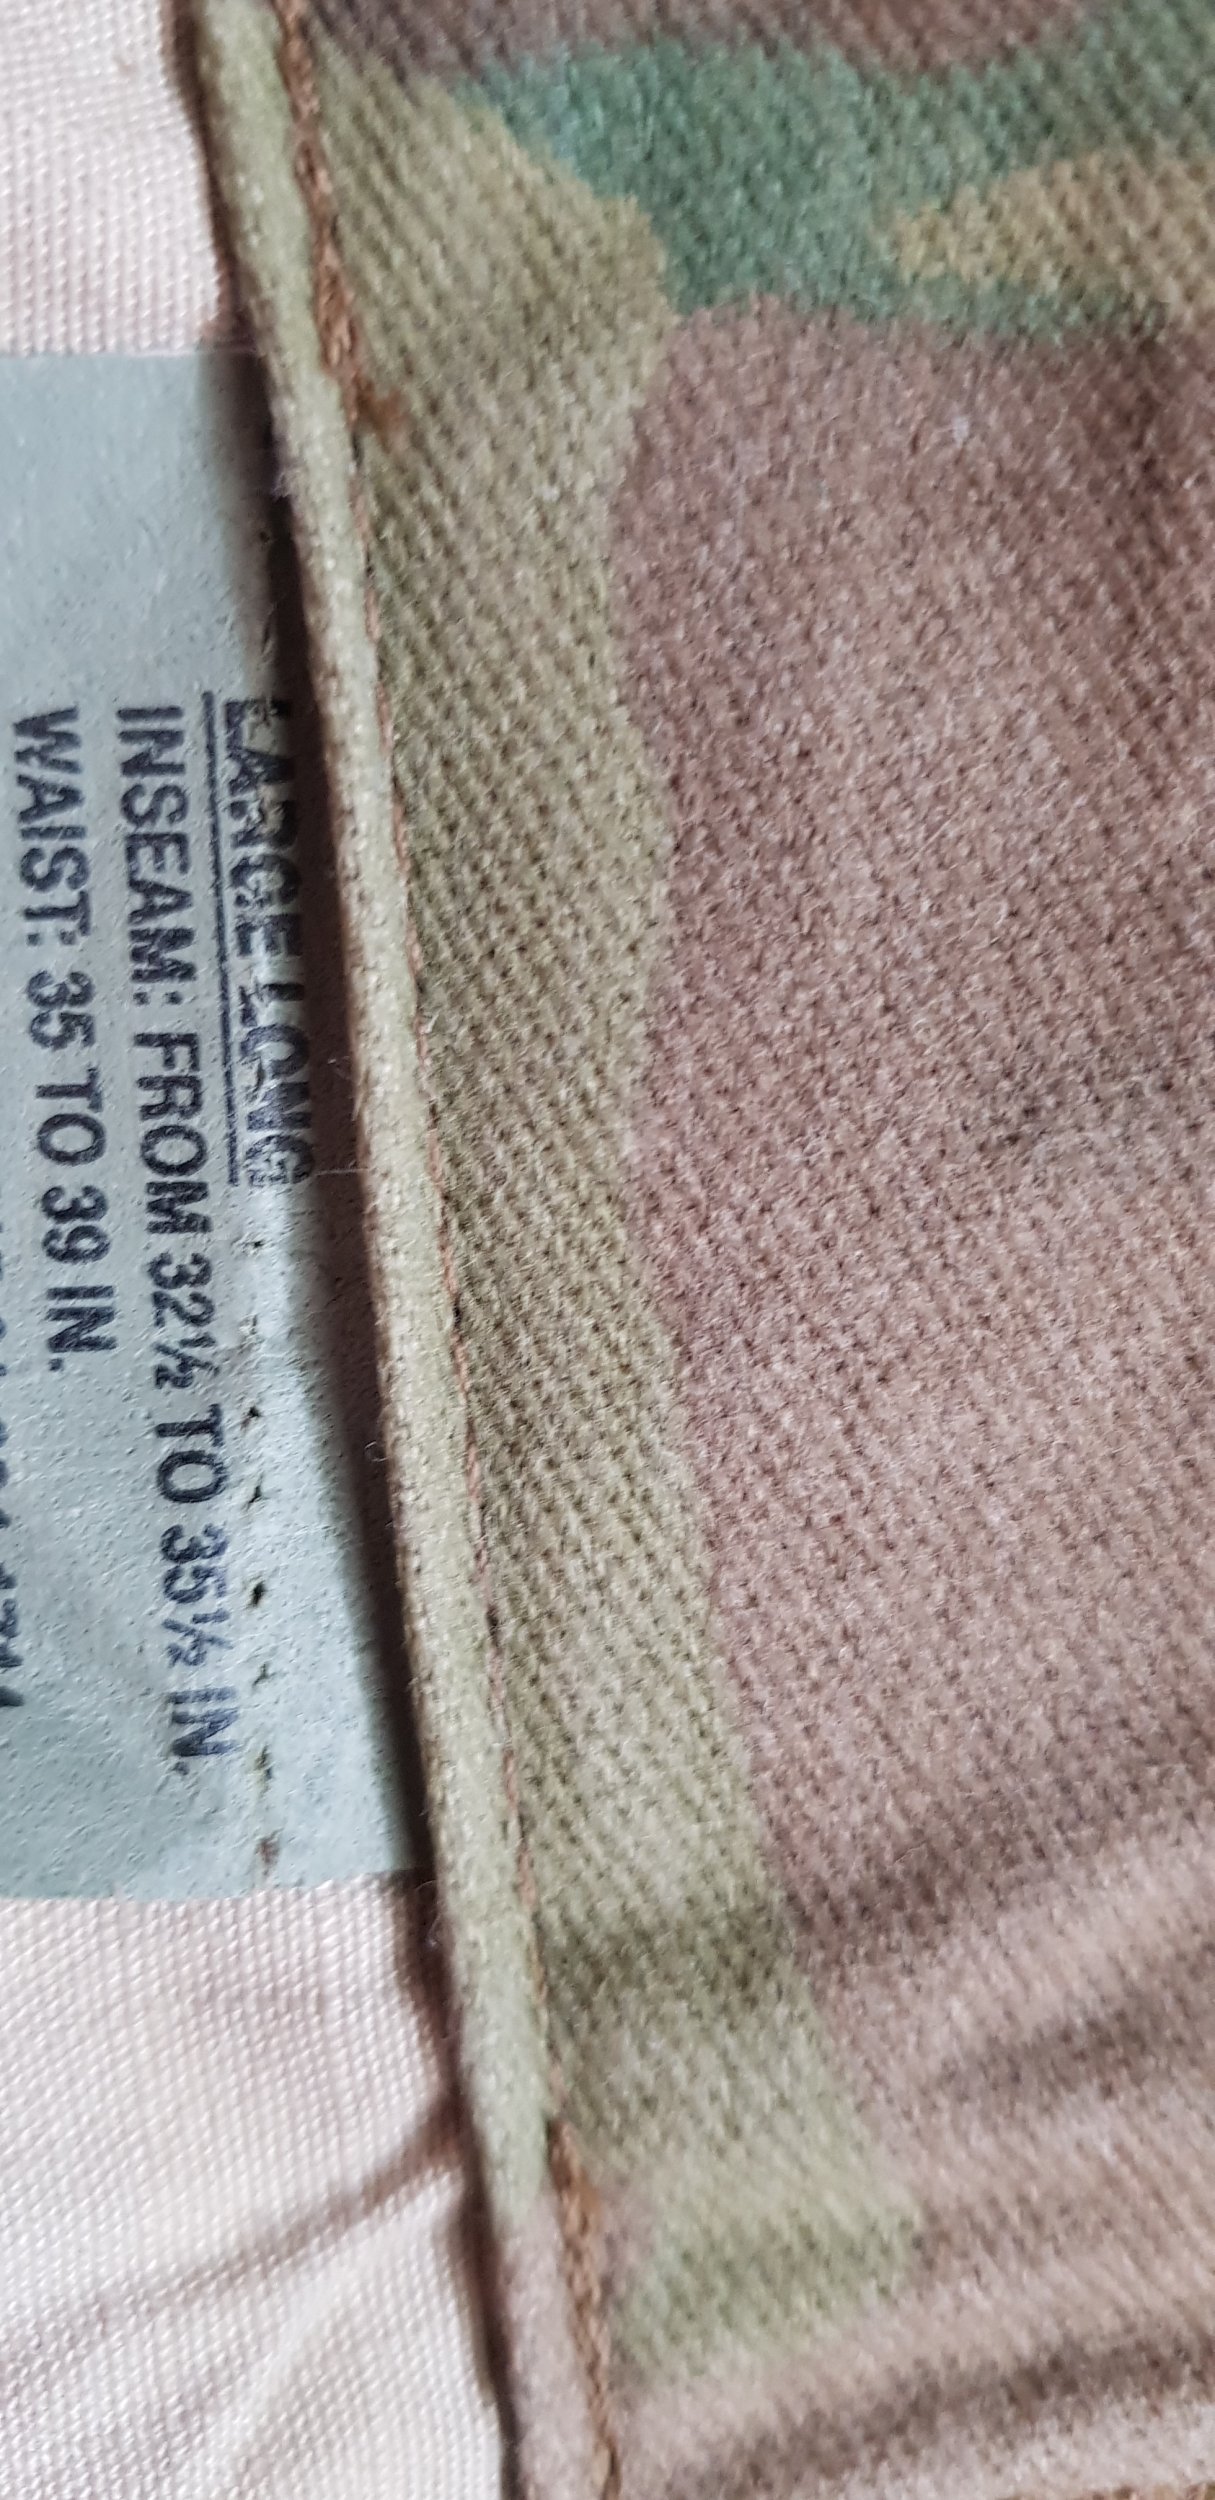 LARGE LONG
INSEAM: FROM 32½ TO 35½ IN.
WAIST: 35 TO 39 IN.